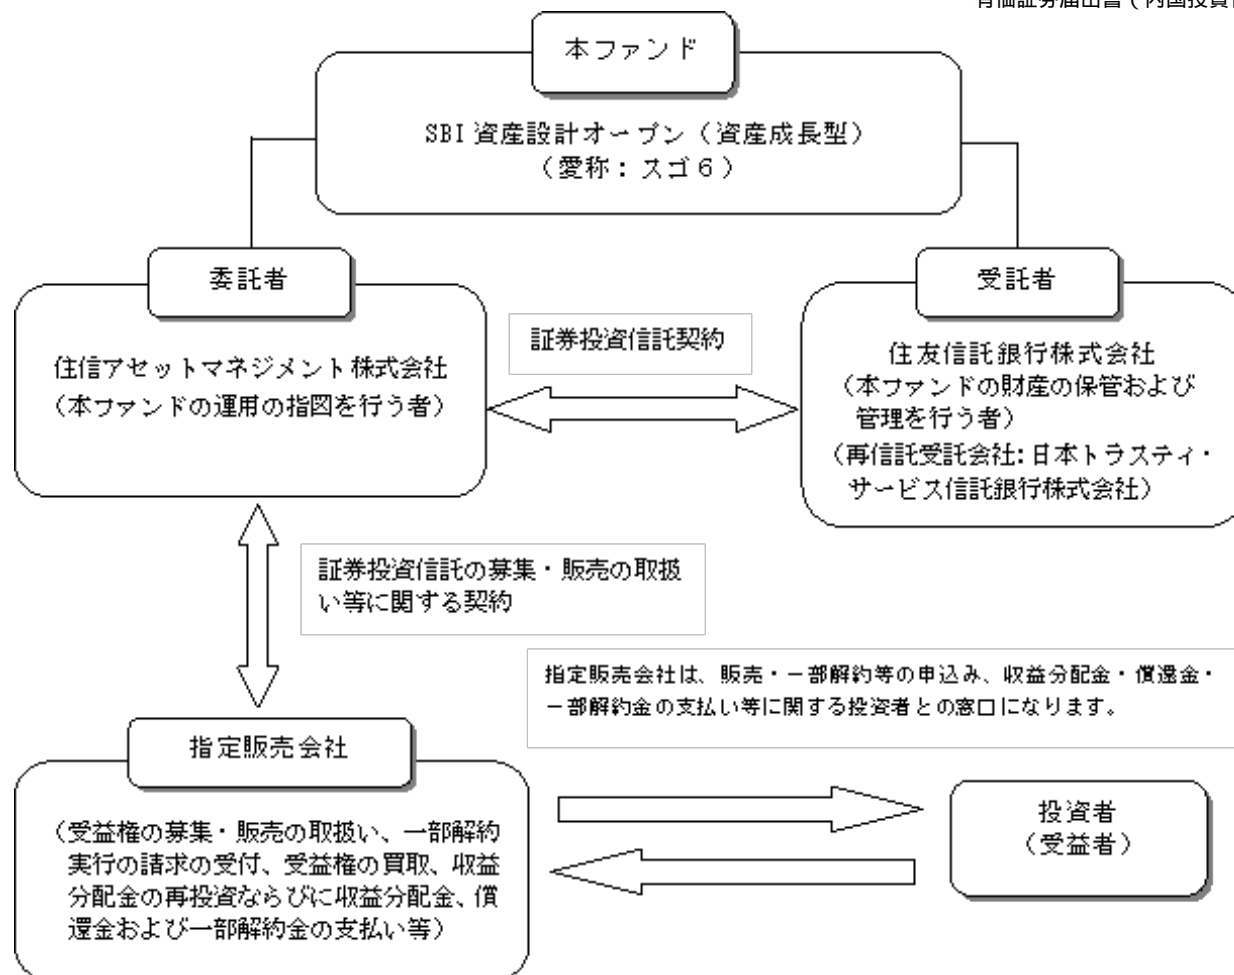 有価証券届出書（内国投資信
本ファンド
SBI 資産設計オープン（資産成長型）
（愛称：スゴ６）
委託者
受託者
住信アセットマネジメント株式会社
（本ファンドの運用の指図を行う者）
証券投資信託契約
住友信託銀行株式会社
（本ファンドの財産の保管および
管理を行う者）
（再信託受託会社：日本トラスティ・
サービス信託銀行株式会社）
証券投資信託の募集・販売の取扱
い等に関する契約
指定販売会社は、販売・一部解約等の申込み、収益分配金・償還金・
一部解約金の支払い等に関する投資者との窓口になります。
指定販売会社
（受益権の募集・販売の取扱い、一部解約
実行の請求の受付、受益権の買取、収益
分配金の再投資ならびに収益分配金、償
還金および一部解約金の支払い等）
投資者
（受益者）